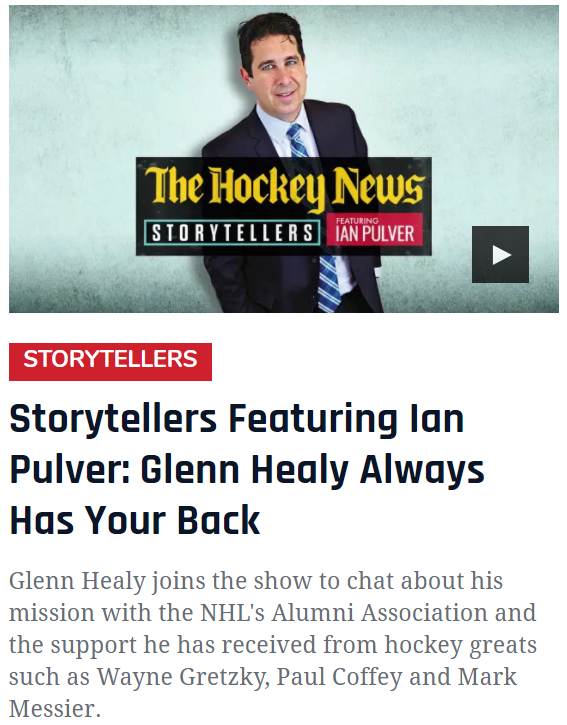 The Hockey News
STORYTELLERS
FEATURING
IAN PULVER
STORYTELLERS
Storytellers Featuring Ian
Pulver: Glenn Healy Always
Has Your Back
Glenn Healy joins the show to chat about his
mission with the NHL's Alumni Association and
the support he has received from hockey greats
such as Wayne Gretzky, Paul Coffey and Mark
Messier.